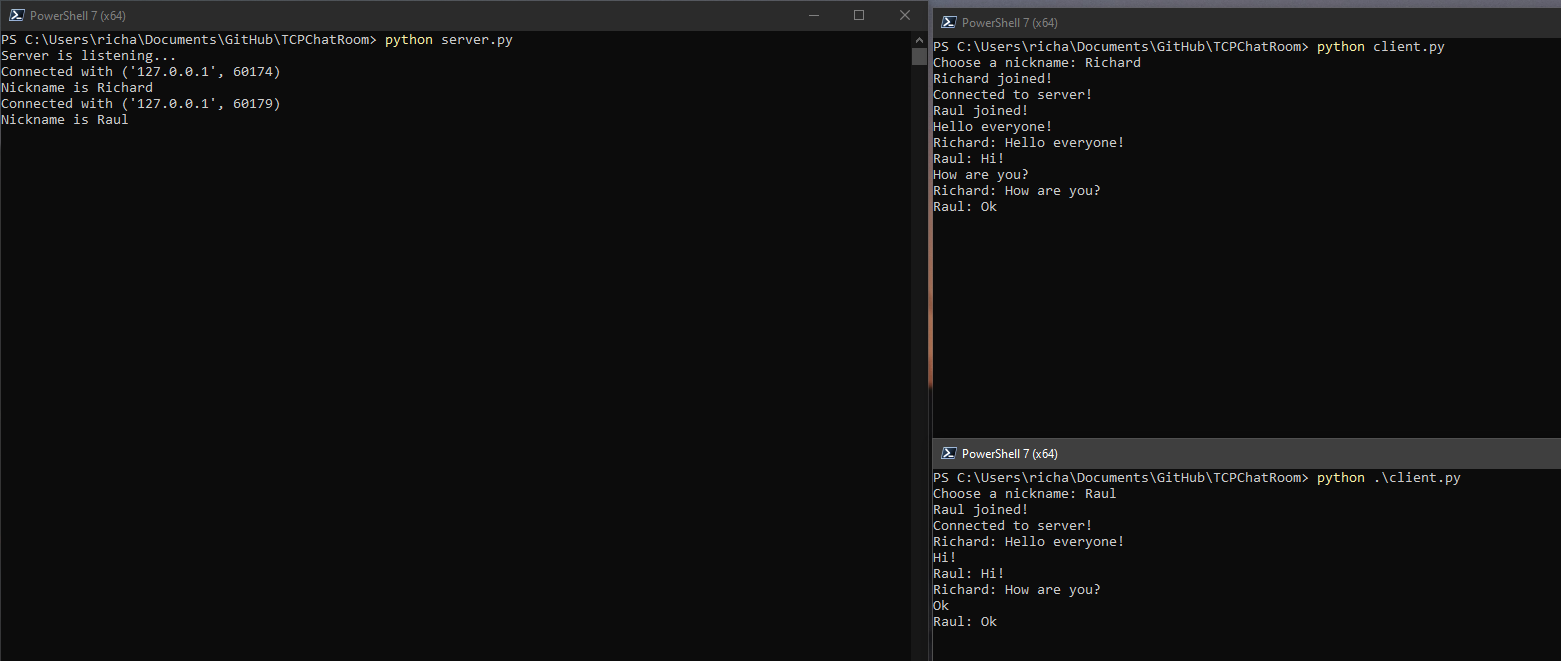 PowerShell 7 (x64)
PS C:\Users\richa\Documents\GitHub\TCPChatRoom> python server.py
Server is listening...
Connected with ('127.0.0.1', 60174)
Nickname is Richard
Connected with ('127.0.0.1', 60179)
Nickname is Raul
PowerShell 7 (x64)
PS C:\Users\richa\Documents\GitHub\TCPChatRoom> python client.py
Choose a nickname: Richard
Richard joined!
Connected to server!
Raul joined!
Hello everyone!
Richard: Hello everyone!
Raul: Hi!
How are you?
Richard: How are you?
Raul: Ok
PowerShell 7 (x64)
PS C:\Users\richa\Documents\GitHub\TCPChatRoom> python .\client.py
Choose a nickname: Raul
Raul joined!
Connected to server!
Richard: Hello everyone!
Hi!
Raul: Hi!
Richard: How are you?
Ok
Raul: Ok